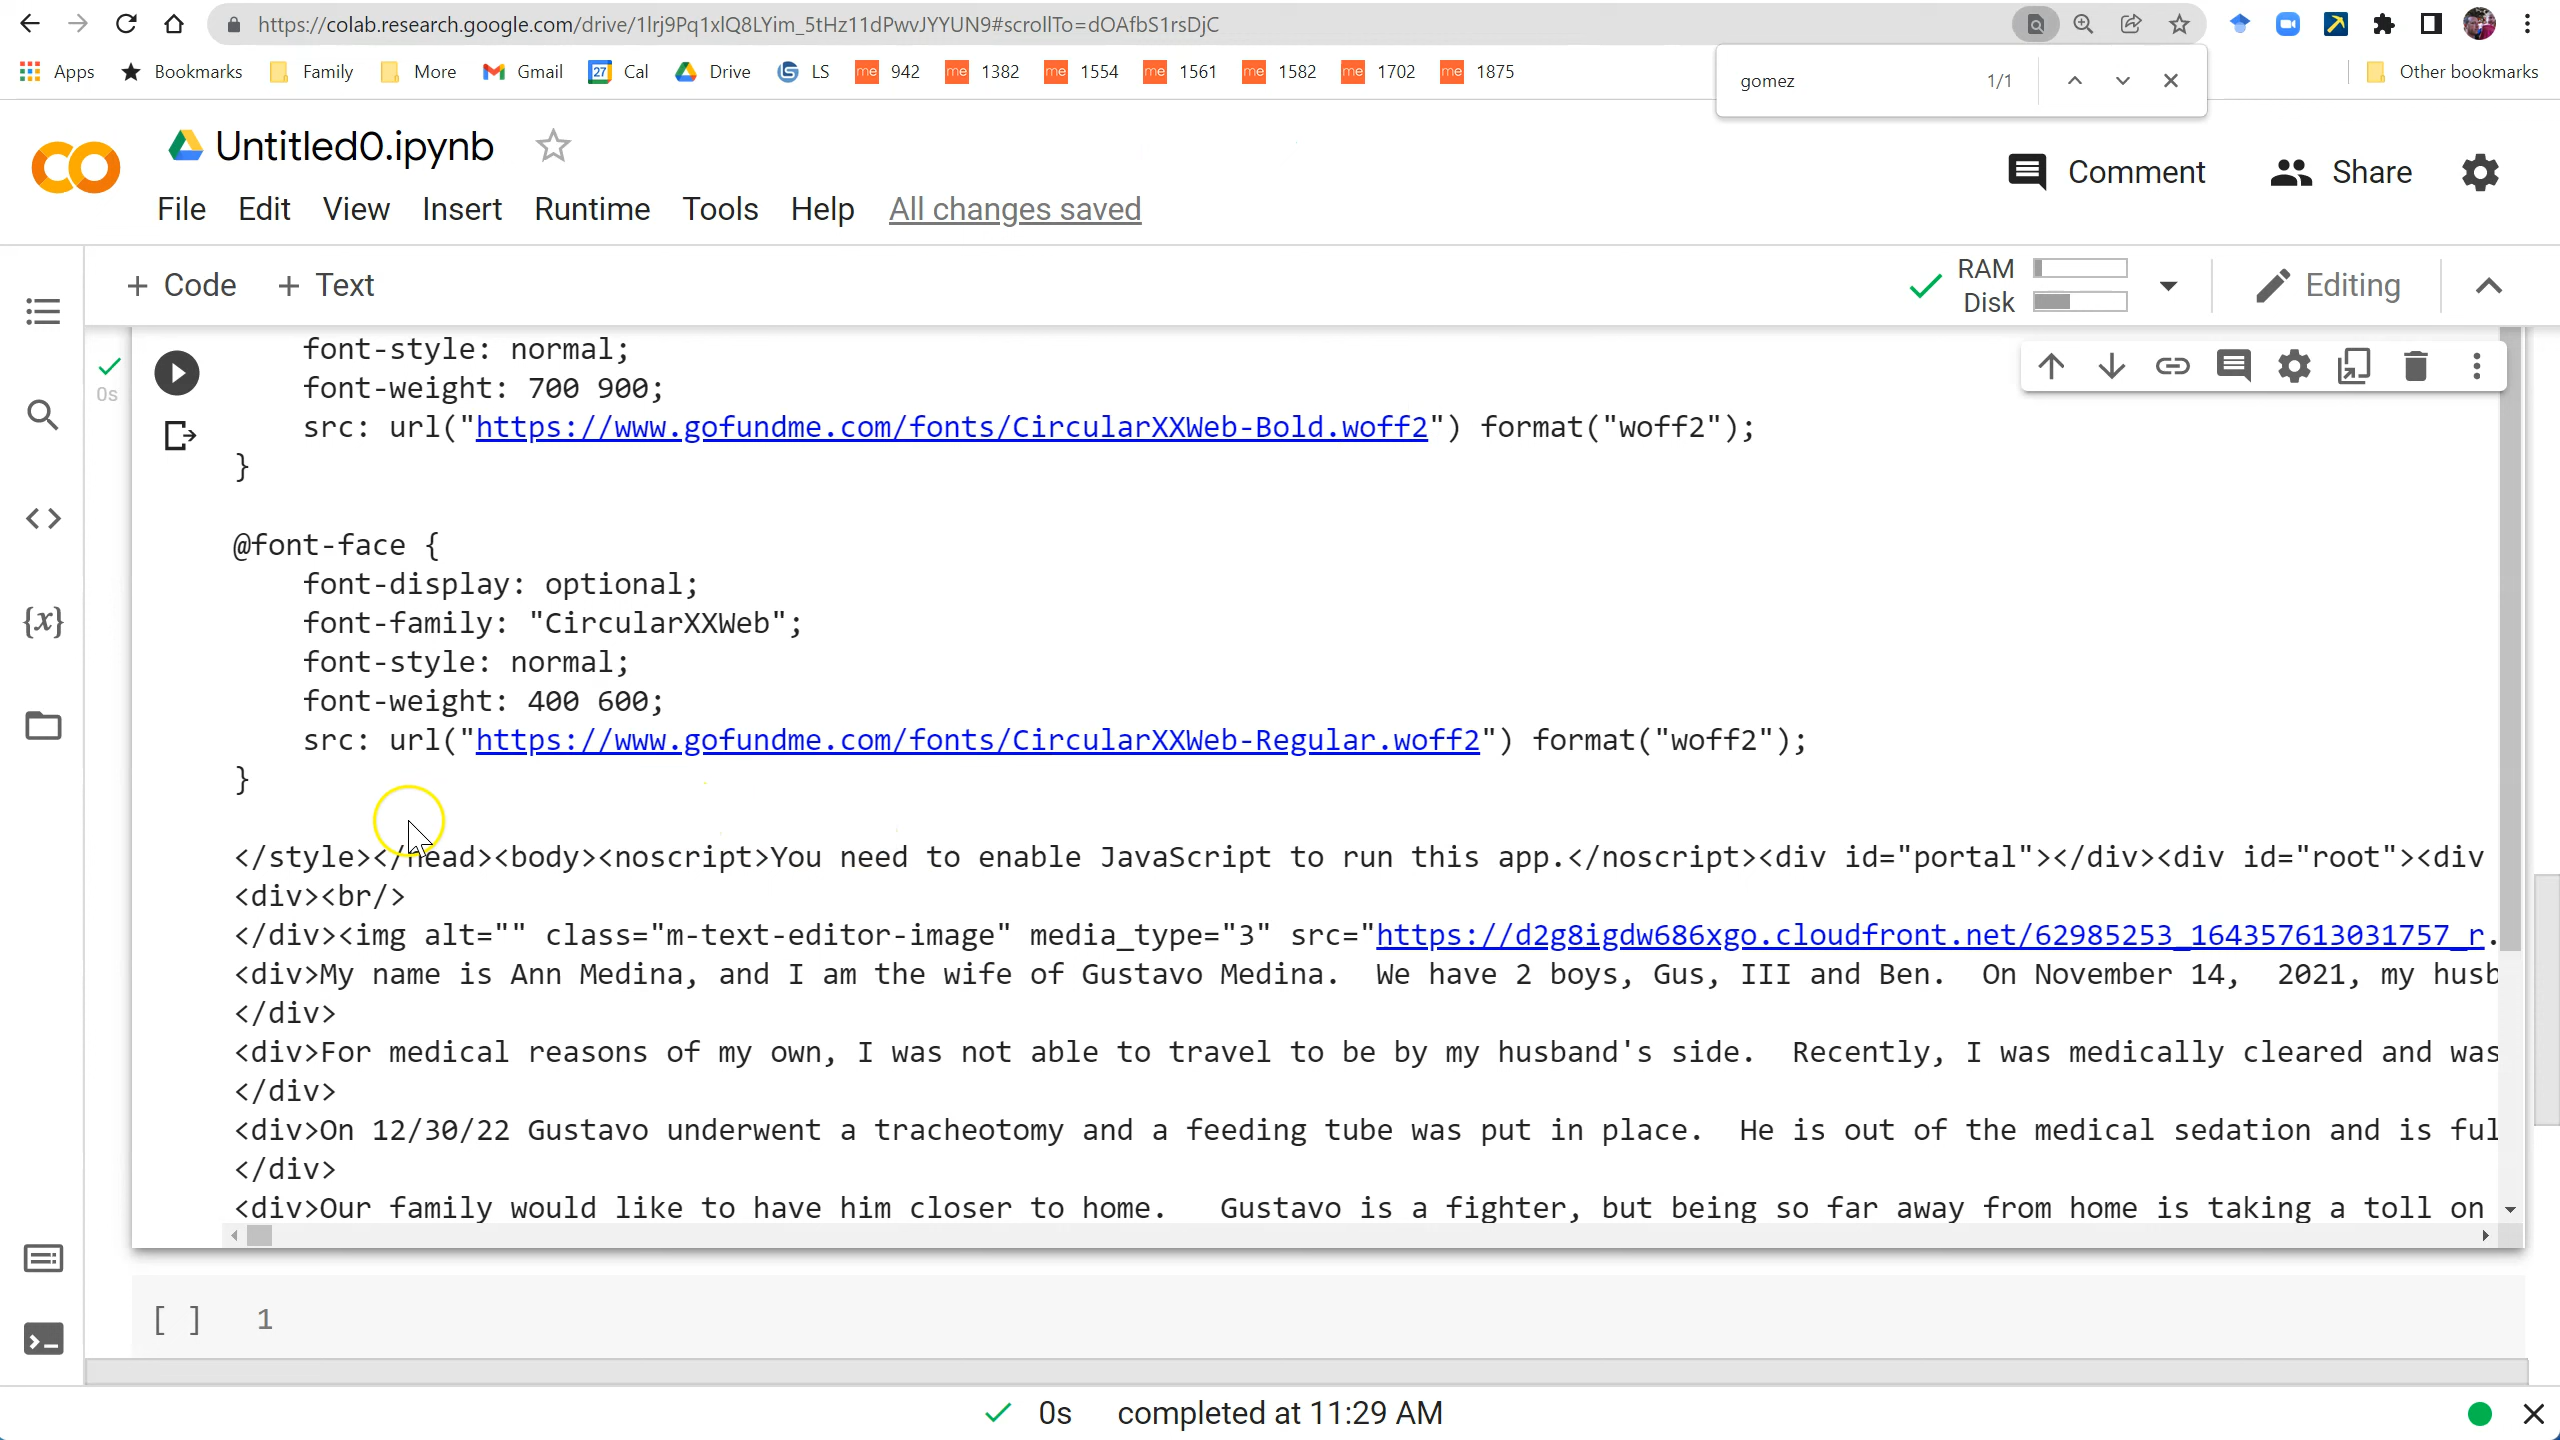 https://colab.research.google.com/drive/1lrj9Pq1xlQ8LYim_5tHz11dPwvJYYUN9#scrollTo=dOAfbS1rsDjC
Apps Bookmarks Family More Gmail 27 Cal Drive LS me 942 me 1382 me 1554 me 1561 me 1582 me 1702 me 1875 Other bookmarks
gomez 1/1
CO Untitled0.ipynb
Comment Share
File Edit View Insert Runtime Tools Help All changes saved
+ Code + Text RAM Disk Editing
0s
font-style: normal;
font-weight: 700 900;
src: url("https://www.gofundme.com/fonts/CircularXXWeb-Bold.woff2") format("woff2");
}
@font-face {
font-display: optional;
font-family: "CircularXXWeb";
font-style: normal;
font-weight: 400 600;
src: url("https://www.gofundme.com/fonts/CircularXXWeb-Regular.woff2") format("woff2");
}
</style></head><body><noscript>You need to enable JavaScript to run this app.</noscript><div id="portal"></div><div id="root"><div
<div><br/>
</div><img alt="" class="m-text-editor-image" media_type="3" src="https://d2g8igdw686xgo.cloudfront.net/62985253_164357613031757_r.
<div>My name is Ann Medina, and I am the wife of Gustavo Medina.  We have 2 boys, Gus, III and Ben.  On November 14,  2021, my husb
</div>
<div>For medical reasons of my own, I was not able to travel to be by my husband's side.  Recently, I was medically cleared and was
</div>
<div>On 12/30/22 Gustavo underwent a tracheotomy and a feeding tube was put in place.  He is out of the medical sedation and is ful
</div>
<div>Our family would like to have him closer to home.   Gustavo is a fighter, but being so far away from home is taking a toll on
[ ] 1
0s completed at 11:29 AM